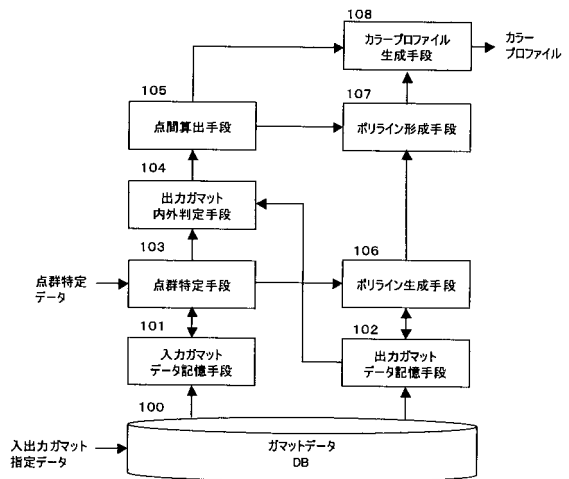 108
カラープロファイル
生成手段
カラー
プロファイル
105
点間算出手段
107
ポリライン形成手段
104
出力ガマット
内外判定手段
103
点群特定
データ
点群特定手段
106
ポリライン生成手段
101
入力ガマット
データ記憶手段
102
出力ガマット
データ記憶手段
100
入出力ガマット
指定データ
ガマットデータ
DB